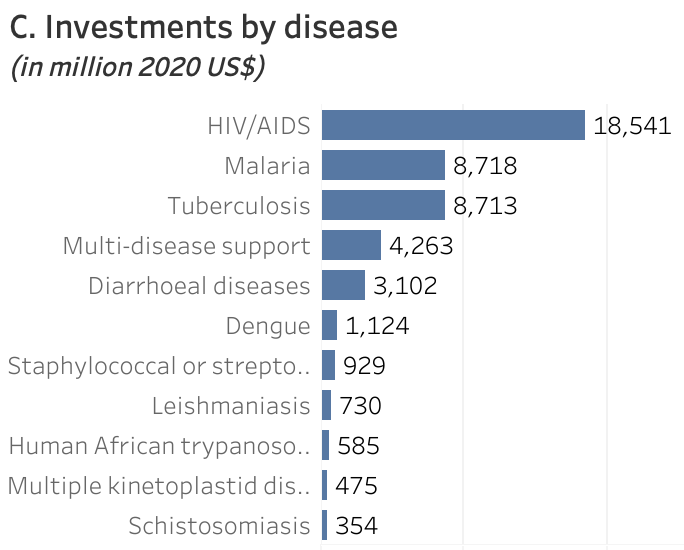 C. Investments by disease
(in million 2020 US$)
HIV/AIDS 18,541
Malaria 8,718
Tuberculosis 8,713
Multi-disease support 4,263
Diarrhoeal diseases 3,102
Dengue 1,124
Staphylococcal or strepto.. 929
Leishmaniasis 730
Human African trypanoso.. 585
Multiple kinetoplastid dis.. 475
Schistosomiasis 354